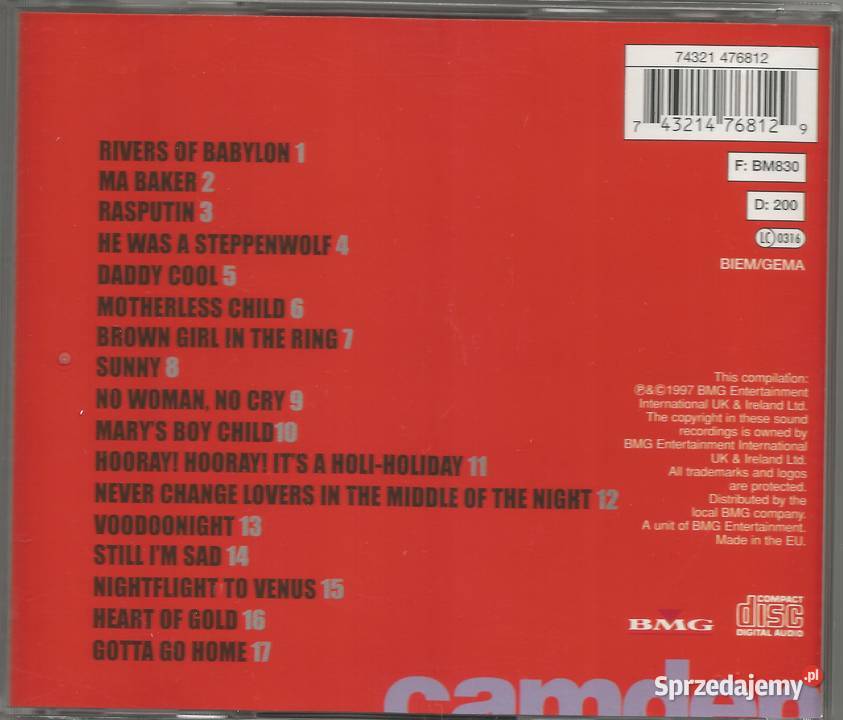 74321 476812
7 43214 76812 9
F: BM830
D: 200
LC 0316
BIEM/GEMA
RIVERS OF BABYLON 1
MA BAKER 2
RASPUTIN 3
HE WAS A STEPPENWOLF 4
DADDY COOL 5
MOTHERLESS CHILD 6
BROWN GIRL IN THE RING 7
SUNNY 8
NO WOMAN, NO CRY 9
MARY'S BOY CHILD 10
HOORAY! HOORAY! IT'S A HOLI-HOLIDAY 11
NEVER CHANGE LOVERS IN THE MIDDLE OF THE NIGHT 12
VOODOONIGHT 13
STILL I'M SAD 14
NIGHTFLIGHT TO VENUS 15
HEART OF GOLD 16
GOTTA GO HOME 17
This compilation:
℗&©1997 BMG Entertainment
International UK & Ireland Ltd.
The copyright in these sound
recordings is owned by
BMG Entertainment International
UK & Ireland Ltd.
All trademarks and logos
are protected.
Distributed by the
local BMG company.
A unit of BMG Entertainment.
Made in the EU.
BMG
COMPACT
disc
DIGITAL AUDIO
camden
Sprzedajemy.pl